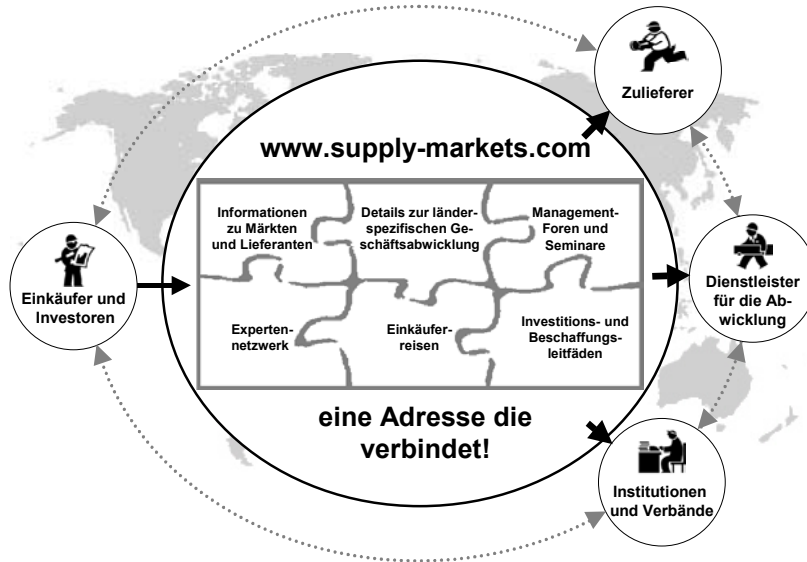 Zulieferer
www.supply-markets.com
Informationen
zu Märkten
und Lieferanten
Details zur länder-
spezifischen Ge-
schäftsabwicklung
Management-
Foren und
Seminare
Einkäufer und
Investoren
Dienstleister
für die Ab-
wicklung
Experten-
netzwerk
Einkäufer-
reisen
Investitions- und
Beschaffungs-
leitfäden
eine Adresse die
verbindet!
Institutionen
und Verbände